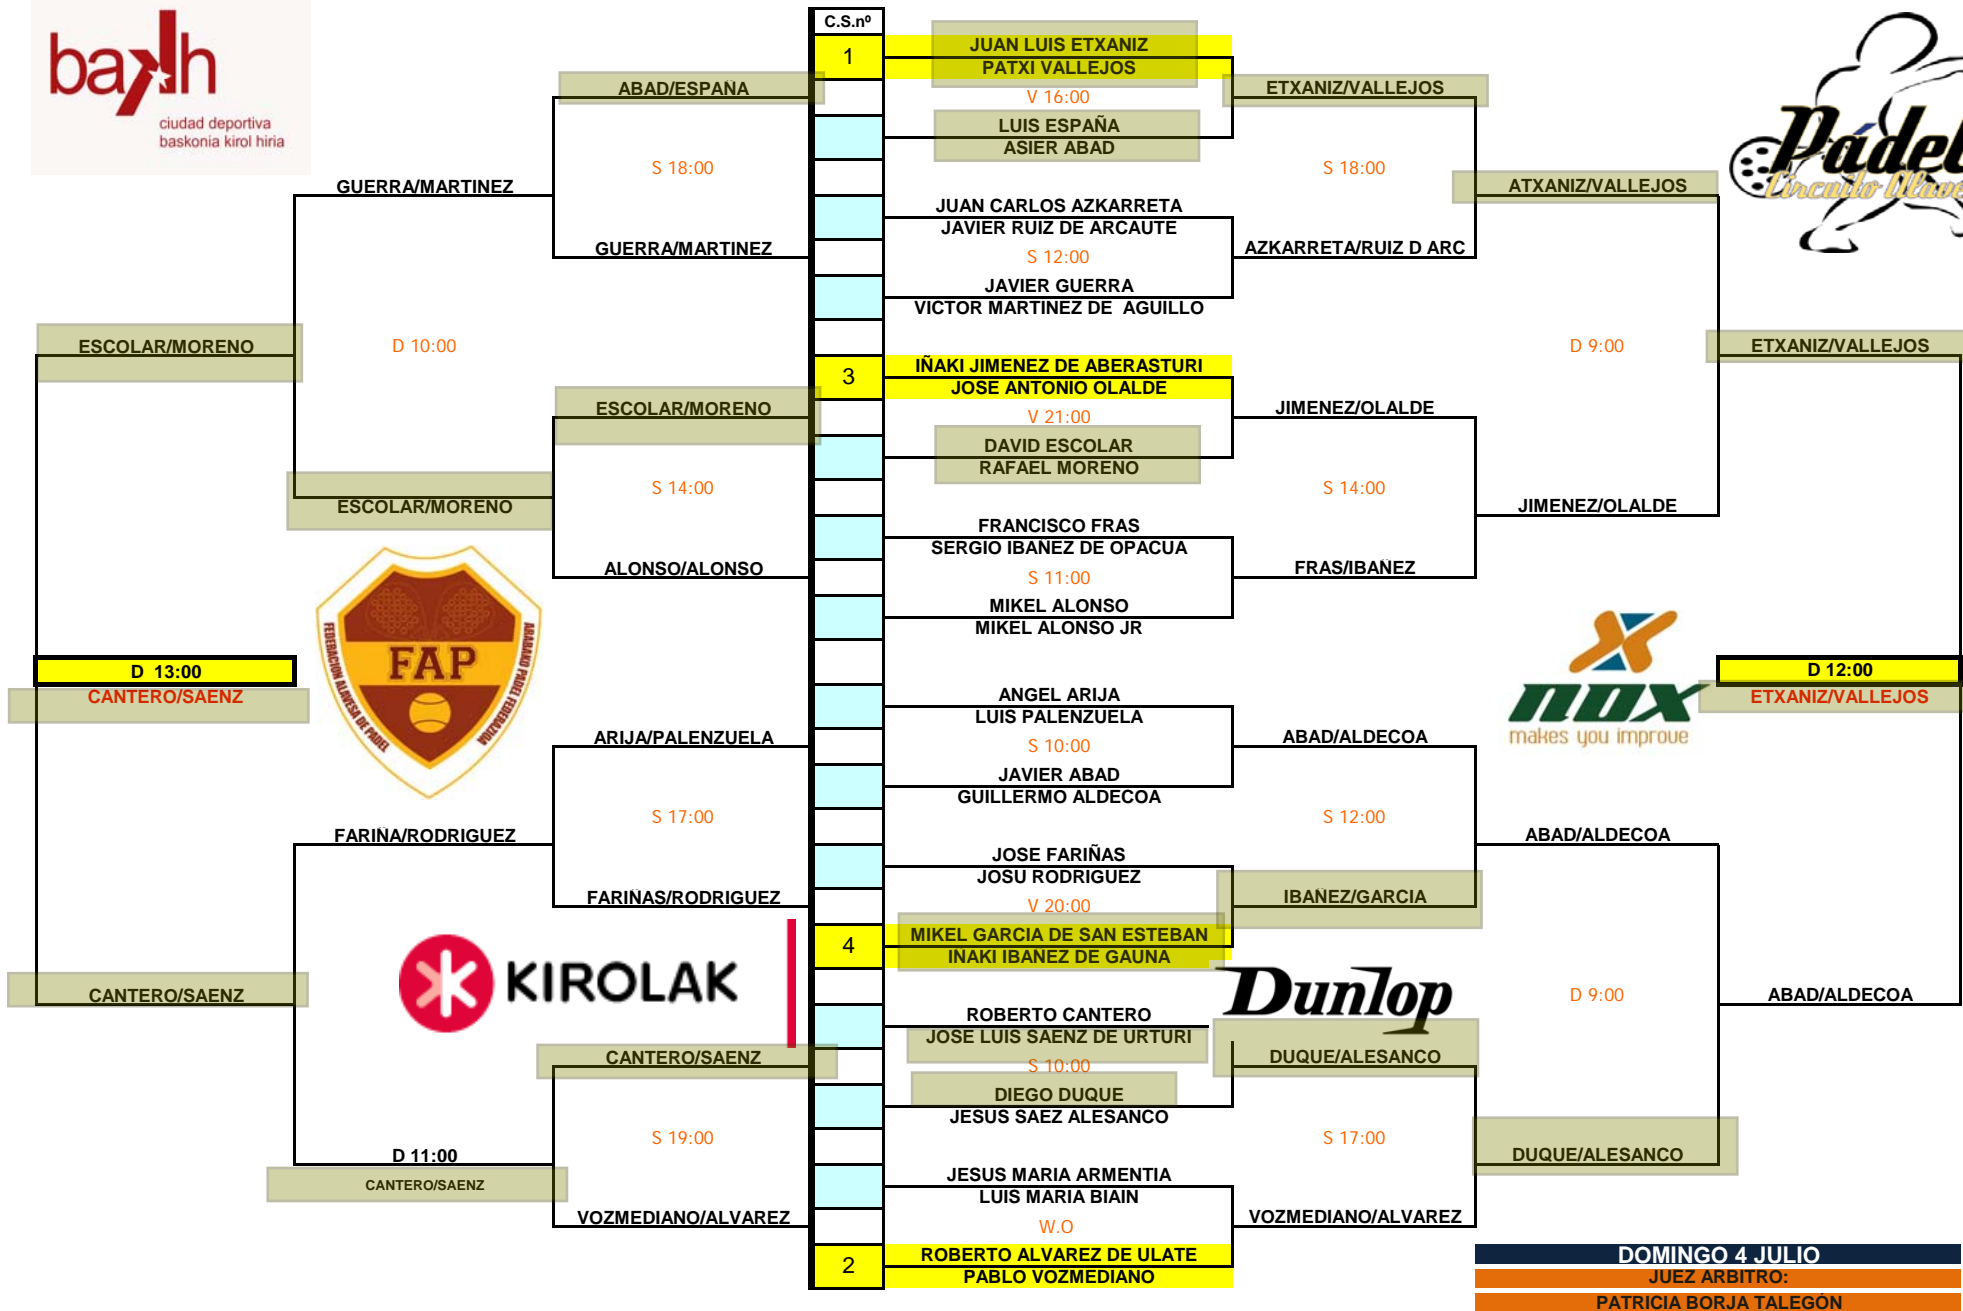 bakh
ciudad deportiva
baskonia kirol hiria
C.S.nº
Pádel
1
JUAN LUIS ETXANIZ
PATXI VALLEJOS
ABAD/ESPAÑA
V 16:00
ETXANIZ/VALLEJOS
LUIS ESPAÑA
ASIER ABAD
S 18:00
S 18:00
GUERRA/MARTINEZ
ATXANIZ/VALLEJOS
JUAN CARLOS AZKARRETA
JAVIER RUIZ DE ARCAUTE
GUERRA/MARTINEZ
S 12:00
AZKARRETA/RUIZ D ARC
JAVIER GUERRA
VICTOR MARTINEZ DE AGUILLO
ESCOLAR/MORENO
D 10:00
D 9:00
ETXANIZ/VALLEJOS
3
IÑAKI JIMENEZ DE ABERASTURI
JOSE ANTONIO OLALDE
ESCOLAR/MORENO
V 21:00
JIMENEZ/OLALDE
DAVID ESCOLAR
RAFAEL MORENO
S 14:00
S 14:00
ESCOLAR/MORENO
JIMENEZ/OLALDE
FRANCISCO FRAS
SERGIO IBAÑEZ DE OPACUA
ALONSO/ALONSO
S 11:00
FRAS/IBAÑEZ
MIKEL ALONSO
MIKEL ALONSO JR
FAP
FEDERACION ALAVESA DE PADEL
ARABAKO PADEL FEDERAZIOA
D 13:00
CANTERO/SAENZ
nox
makes you improve
D 12:00
ETXANIZ/VALLEJOS
ANGEL ARIJA
LUIS PALENZUELA
ARIJA/PALENZUELA
S 10:00
ABAD/ALDECOA
JAVIER ABAD
GUILLERMO ALDECOA
S 17:00
S 12:00
FARIÑA/RODRIGUEZ
ABAD/ALDECOA
JOSE FARIÑAS
JOSU RODRIGUEZ
FARIÑAS/RODRIGUEZ
V 20:00
IBAÑEZ/GARCIA
4
MIKEL GARCIA DE SAN ESTEBAN
IÑAKI IBAÑEZ DE GAUNA
KIROLAK
Dunlop
CANTERO/SAENZ
D 9:00
ABAD/ALDECOA
ROBERTO CANTERO
JOSE LUIS SAENZ DE URTURI
CANTERO/SAENZ
S 10:00
DUQUE/ALESANCO
DIEGO DUQUE
JESUS SAEZ ALESANCO
S 19:00
S 17:00
D 11:00
CANTERO/SAENZ
DUQUE/ALESANCO
JESUS MARIA ARMENTIA
LUIS MARIA BIAIN
VOZMEDIANO/ALVAREZ
W.O
VOZMEDIANO/ALVAREZ
2
ROBERTO ALVAREZ DE ULATE
PABLO VOZMEDIANO
DOMINGO 4 JULIO
JUEZ ARBITRO:
PATRICIA BORJA TALEGÓN